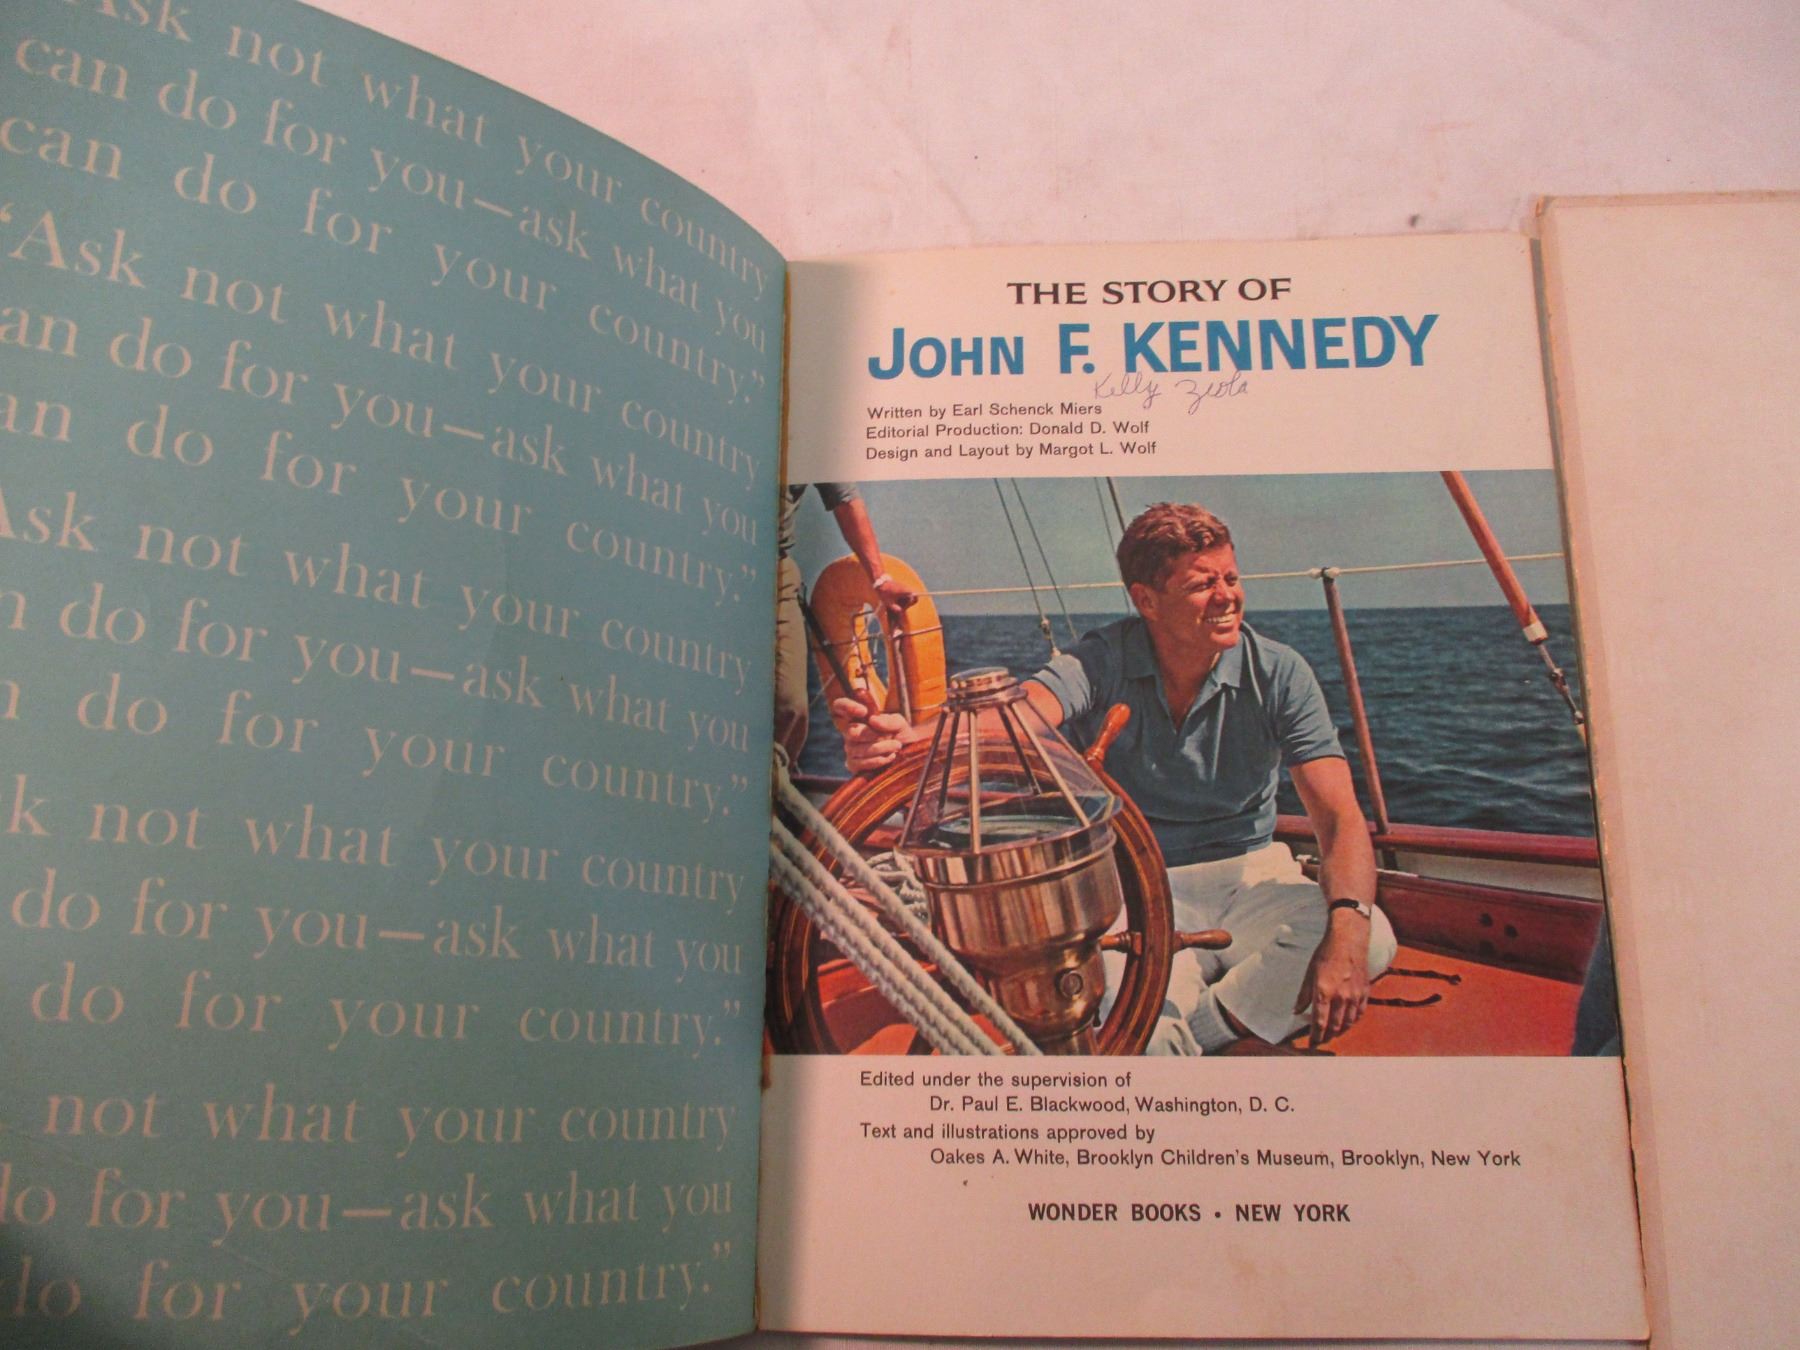 Ask not what your country
can do for you—ask what you
can do for your country."
"Ask not what your country
can do for you—ask what you
can do for your country."
Ask not what your country
do for you—ask what you
do for your country."
not what your country
do for you—ask what you
do for your country."
not what your country
do for you—ask what you
do for your country."
THE STORY OF
JOHN F. KENNEDY
Kelly
Written by Earl Schenck Miers
Editorial Production: Donald D. Wolf
Design and Layout by Margot L. Wolf
Edited under the supervision of
Dr. Paul E. Blackwood, Washington, D. C.
Text and illustrations approved by
Oakes A. White, Brooklyn Children's Museum, Brooklyn, New York
WONDER BOOKS • NEW YORK